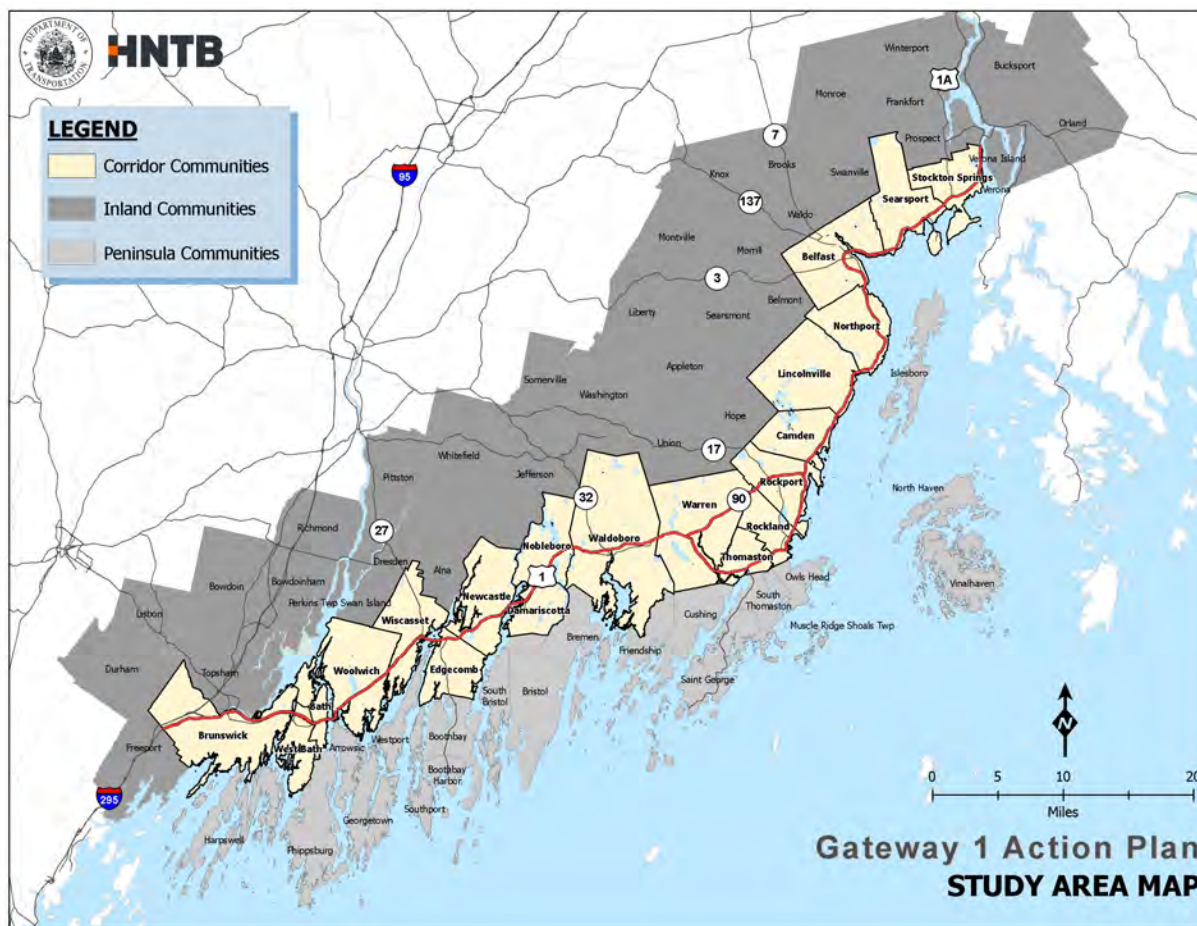 DEPARTMENT OF
TRANSPORTATION
HNTB
LEGEND
Corridor Communities
Inland Communities
Peninsula Communities
Winterport
Bucksport
1A
95
Monroe
Frankfort
Orland
7
Prospect
Brooks
Verona Island
Knox
Swanville
Stockton Springs
Verona
137
Searsport
Waldo
Montville
Morrill
Belfast
3
Belmont
Liberty
Searsmont
Northport
Islesboro
Appleton
Lincolnville
Somerville
Washington
Hope
Camden
Union
17
Whitefield
Jefferson
Pittston
Rockport
North Haven
32
90
Warren
Richmond
27
Rockland
Nobleboro
Waldoboro
Thomaston
Dresden
Alna
1
Owls Head
Vinalhaven
Bowdoin
Bowdoinham
Newcastle
South
Thomaston
Lisbon
Perkins Twp Swan Island
Damariscotta
Cushing
Wiscasset
Muscle Ridge Shoals Twp
Bremen
Friendship
Durham
Topsham
Woolwich
Edgecomb
Saint George
South
Bristol
Bristol
Bath
Brunswick
Westport
Boothbay
Freeport
West Bath
Arrowsic
N
Boothbay
Harbor
295
Southport
Georgetown
Harpswell
Phippsburg
0 5 10 20
Miles
Gateway 1 Action Plan
STUDY AREA MAP